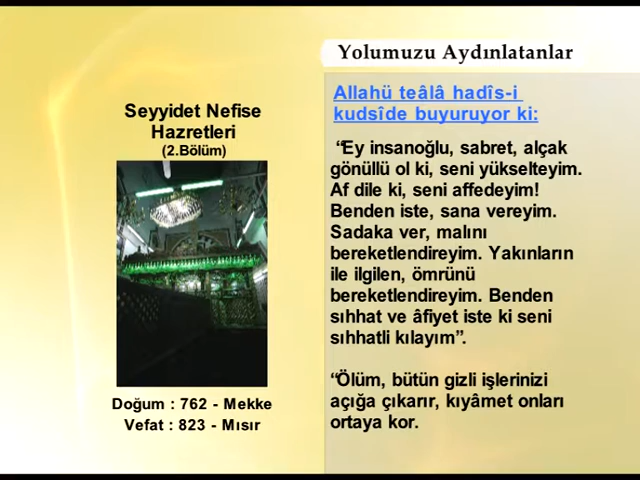 Yolumuzu Aydınlatanlar
Seyyidet Nefise
Hazretleri
(2.Bölüm)
Doğum : 762 - Mekke
Vefat : 823 - Mısır
Allahü teâlâ hadîs-i
kudsîde buyuruyor ki:
“Ey insanoğlu, sabret, alçak
gönüllü ol ki, seni yükselteyim.
Af dile ki, seni affedeyim!
Benden iste, sana vereyim.
Sadaka ver, malını
bereketlendireyim. Yakınların
ile ilgilen, ömrünü
bereketlendireyim. Benden
sıhhat ve âfiyet iste ki seni
sıhhatli kılayım”.
“Ölüm, bütün gizli işlerinizi
açığa çıkarır, kıyâmet onları
ortaya kor.